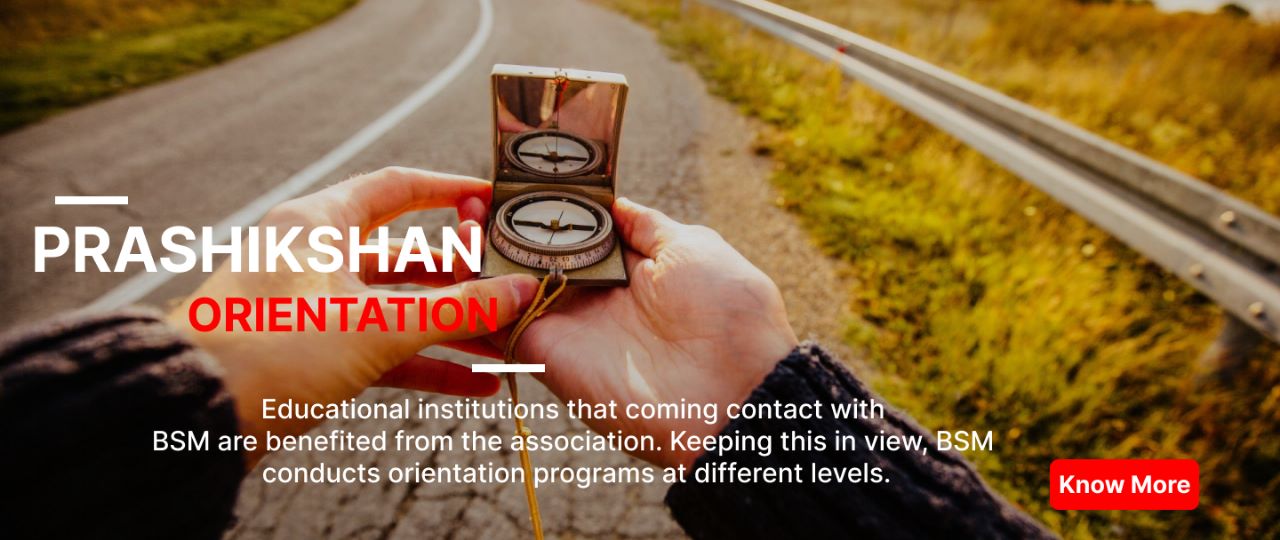 PRASHIKSHAN
ORIENTATION
Educational institutions that coming contact with
BSM are benefited from the association. Keeping this in view, BSM
conducts orientation programs at different levels.
Know More